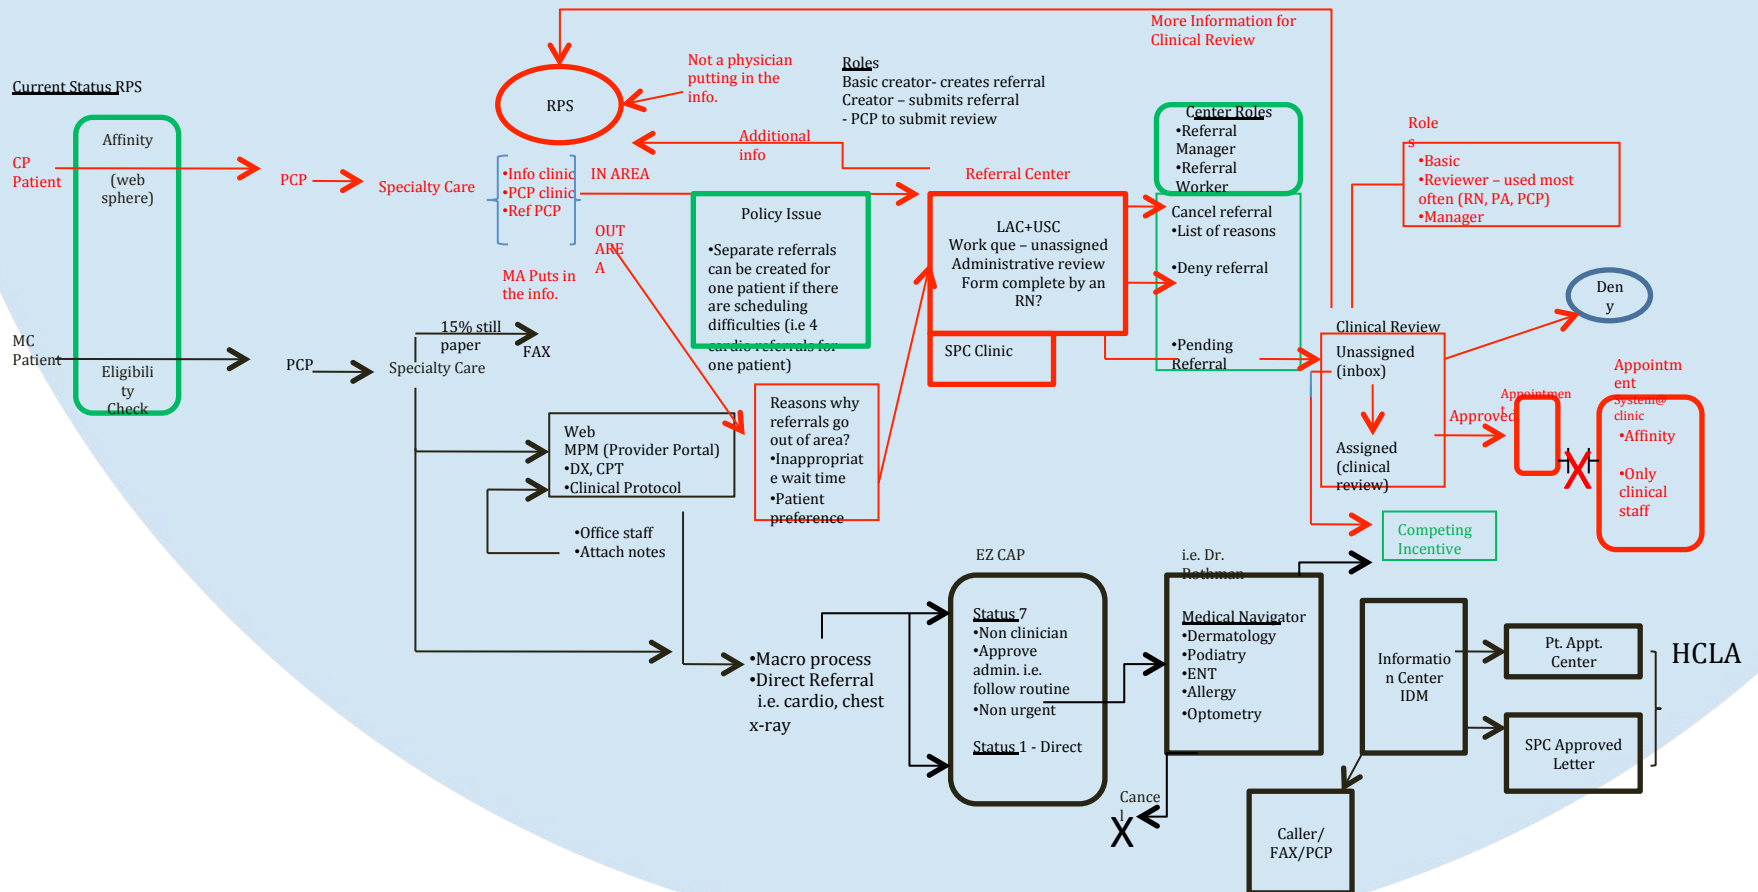 More Information for
Clinical Review
Not a physician
putting in the
info.
Roles
Basic creator- creates referral
Creator – submits referral
- PCP to submit review
Current Status RPS
RPS
Affinity
(web
sphere)
Eligibili
ty
Check
CP
Patient
PCP
Specialty Care
•Info clinic
•PCP clinic
•Ref PCP
IN AREA
OUT
ARE
A
MA Puts in
the info.
Additional
info
Policy Issue
•Separate referrals
can be created for
one patient if there
are scheduling
difficulties (i.e 4
cardio referrals for
one patient)
Referral Center
LAC+USC
Work que – unassigned
Administrative review
Form complete by an
RN?
SPC Clinic
Center Roles
•Referral
Manager
•Referral
Worker
Cancel referral
•List of reasons
•Deny referral
•Pending
Referral
Role
s
•Basic
•Reviewer – used most
often (RN, PA, PCP)
•Manager
Den
y
Clinical Review
Unassigned
(inbox)
Assigned
(clinical
review)
Approved
Appointmen
t
Appointm
ent
System@
clinic
•Affinity
•Only
clinical
staff
X
Competing
Incentive
MC
Patient
PCP
Specialty Care
15% still
paper
FAX
Web
MPM (Provider Portal)
•DX, CPT
•Clinical Protocol
•Office staff
•Attach notes
Reasons why
referrals go
out of area?
•Inappropriat
e wait time
•Patient
preference
•Macro process
•Direct Referral
i.e. cardio, chest
x-ray
EZ CAP
Status 7
•Non clinician
•Approve
admin. i.e.
follow routine
•Non urgent
Status 1 - Direct
i.e. Dr.
Rothman
Medical Navigator
•Dermatology
•Podiatry
•ENT
•Allergy
•Optometry
Cance
l
X
Informatio
n Center
IDM
Pt. Appt.
Center
SPC Approved
Letter
HCLA
Caller/
FAX/PCP